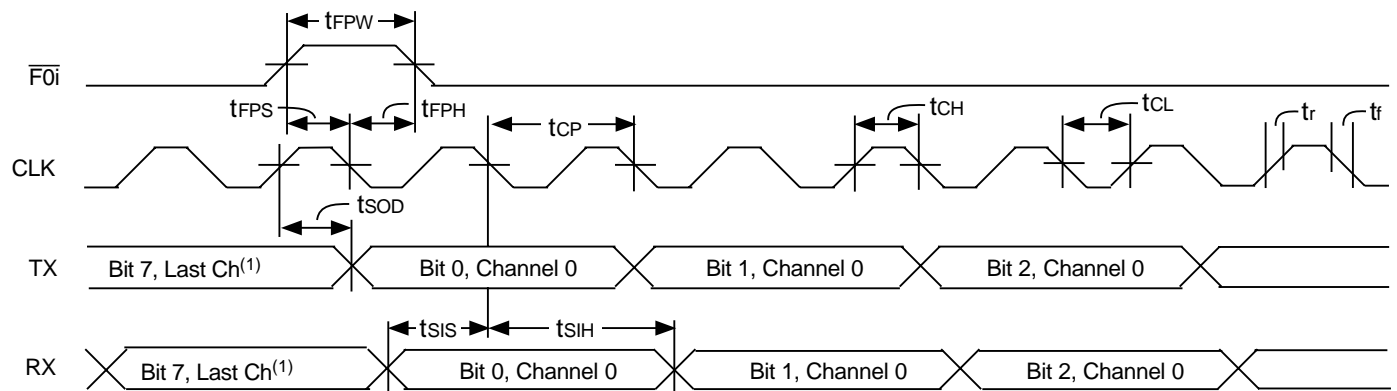 tFPW
F0i
tFPS
tFPH
tCP
tCH
tCL
tr
tf
CLK
tSOD
TX
Bit 7, Last Ch(1)
Bit 0, Channel 0
Bit 1, Channel 0
Bit 2, Channel 0
tSIS
tSIH
RX
Bit 7, Last Ch(1)
Bit 0, Channel 0
Bit 1, Channel 0
Bit 2, Channel 0